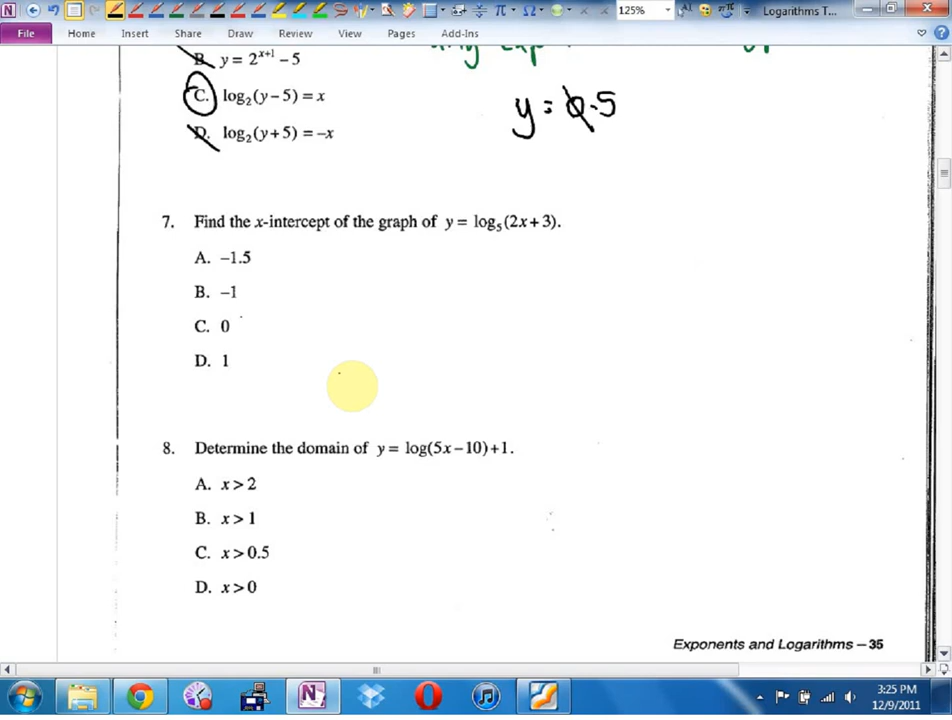 125%
Logarithms T...
File Home Insert Share Draw Review View Pages Add-Ins
B. y = 2^{x+1} – 5
C. log₂(y – 5) = x
D. log₂(y + 5) = –x
y = 0.5
7. Find the x-intercept of the graph of y = log₅(2x + 3).
A. –1.5
B. –1
C. 0
D. 1
8. Determine the domain of y = log(5x – 10) + 1.
A. x > 2
B. x > 1
C. x > 0.5
D. x > 0
Exponents and Logarithms – 35
3:25 PM
12/9/2011